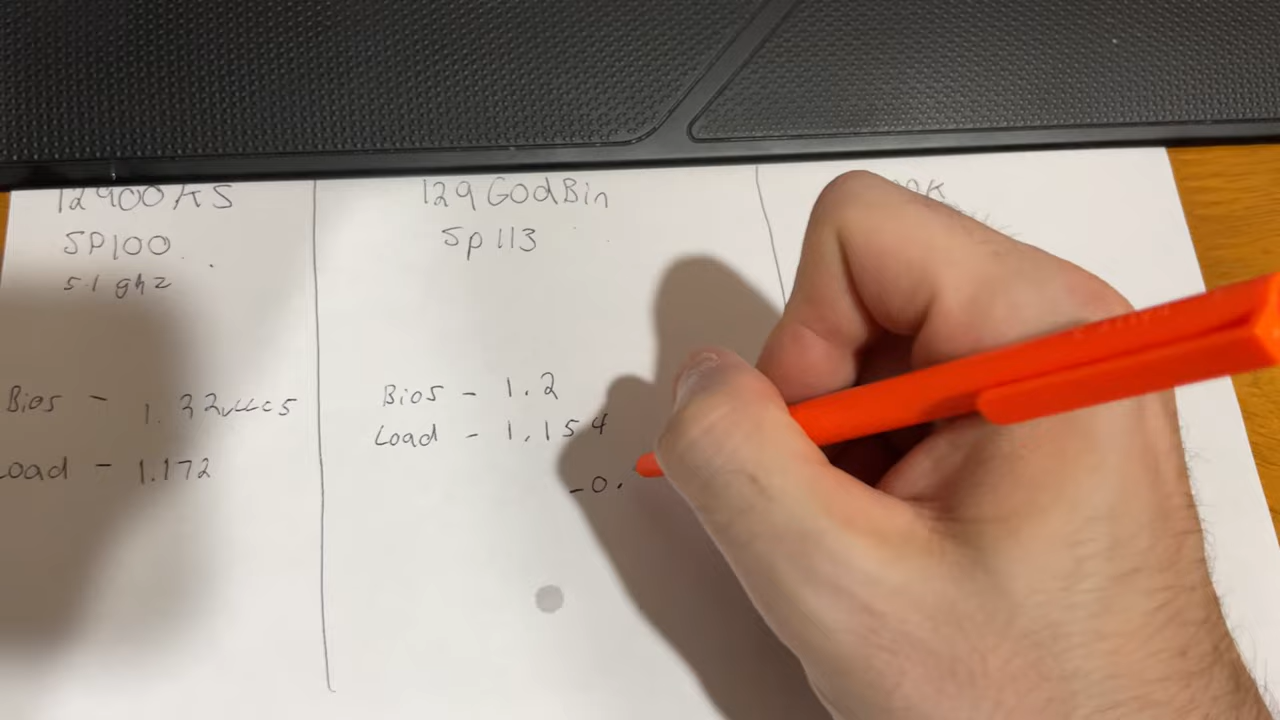 12900KS
SP100
5.1 ghz
Bios - 1.32
Load - 1.172
129 GodBin
Sp 113
Bios - 1.2
Load - 1.154
-0.